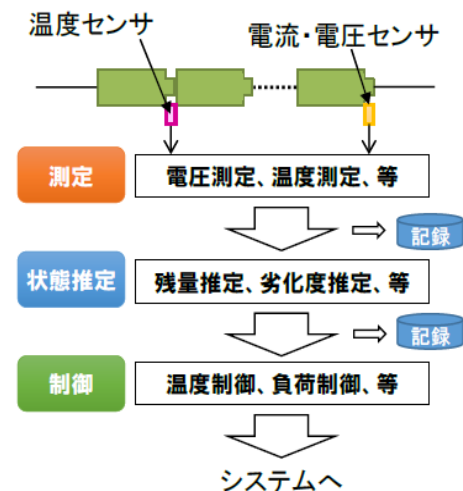 温度センサ
電流・電圧センサ
測定
電圧測定、温度測定、等
記録
状態推定
残量推定、劣化度推定、等
記録
制御
温度制御、負荷制御、等
システムへ